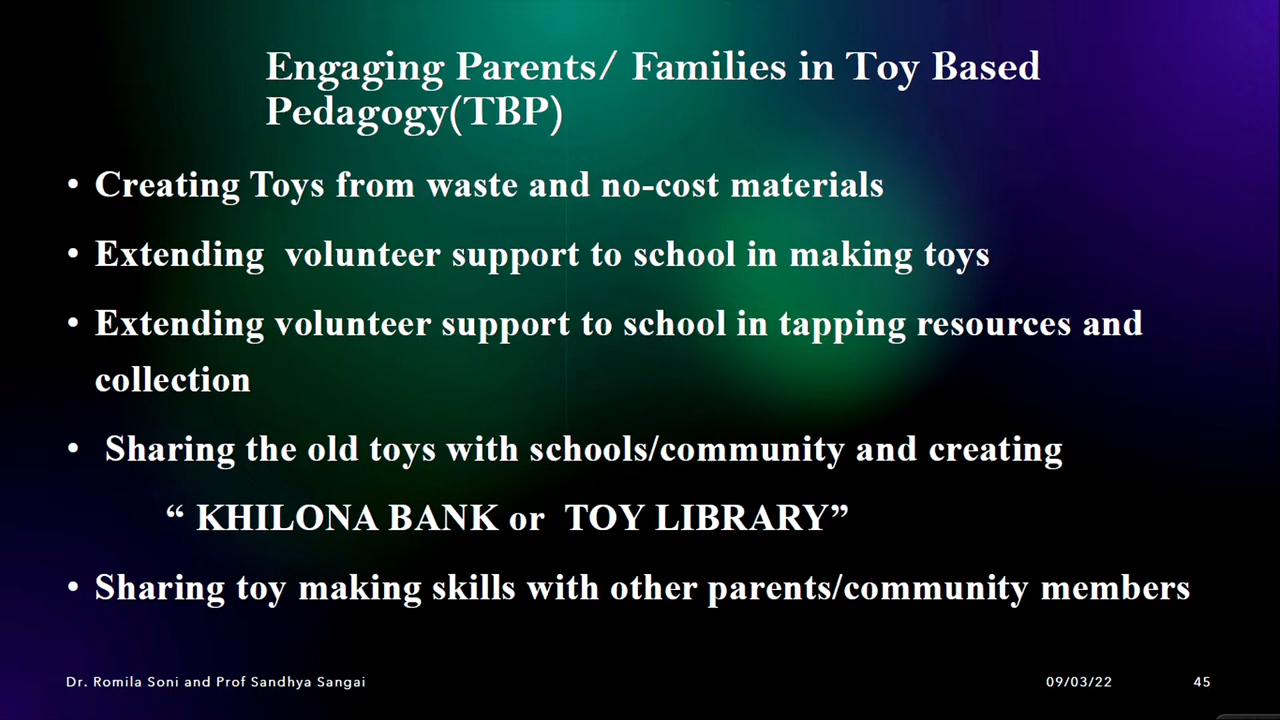 Engaging Parents/ Families in Toy Based
Pedagogy(TBP)
• Creating Toys from waste and no-cost materials
• Extending volunteer support to school in making toys
• Extending volunteer support to school in tapping resources and
collection
• Sharing the old toys with schools/community and creating
“ KHILONA BANK or TOY LIBRARY”
• Sharing toy making skills with other parents/community members
Dr. Romila Soni and Prof Sandhya Sangai 09/03/22 45